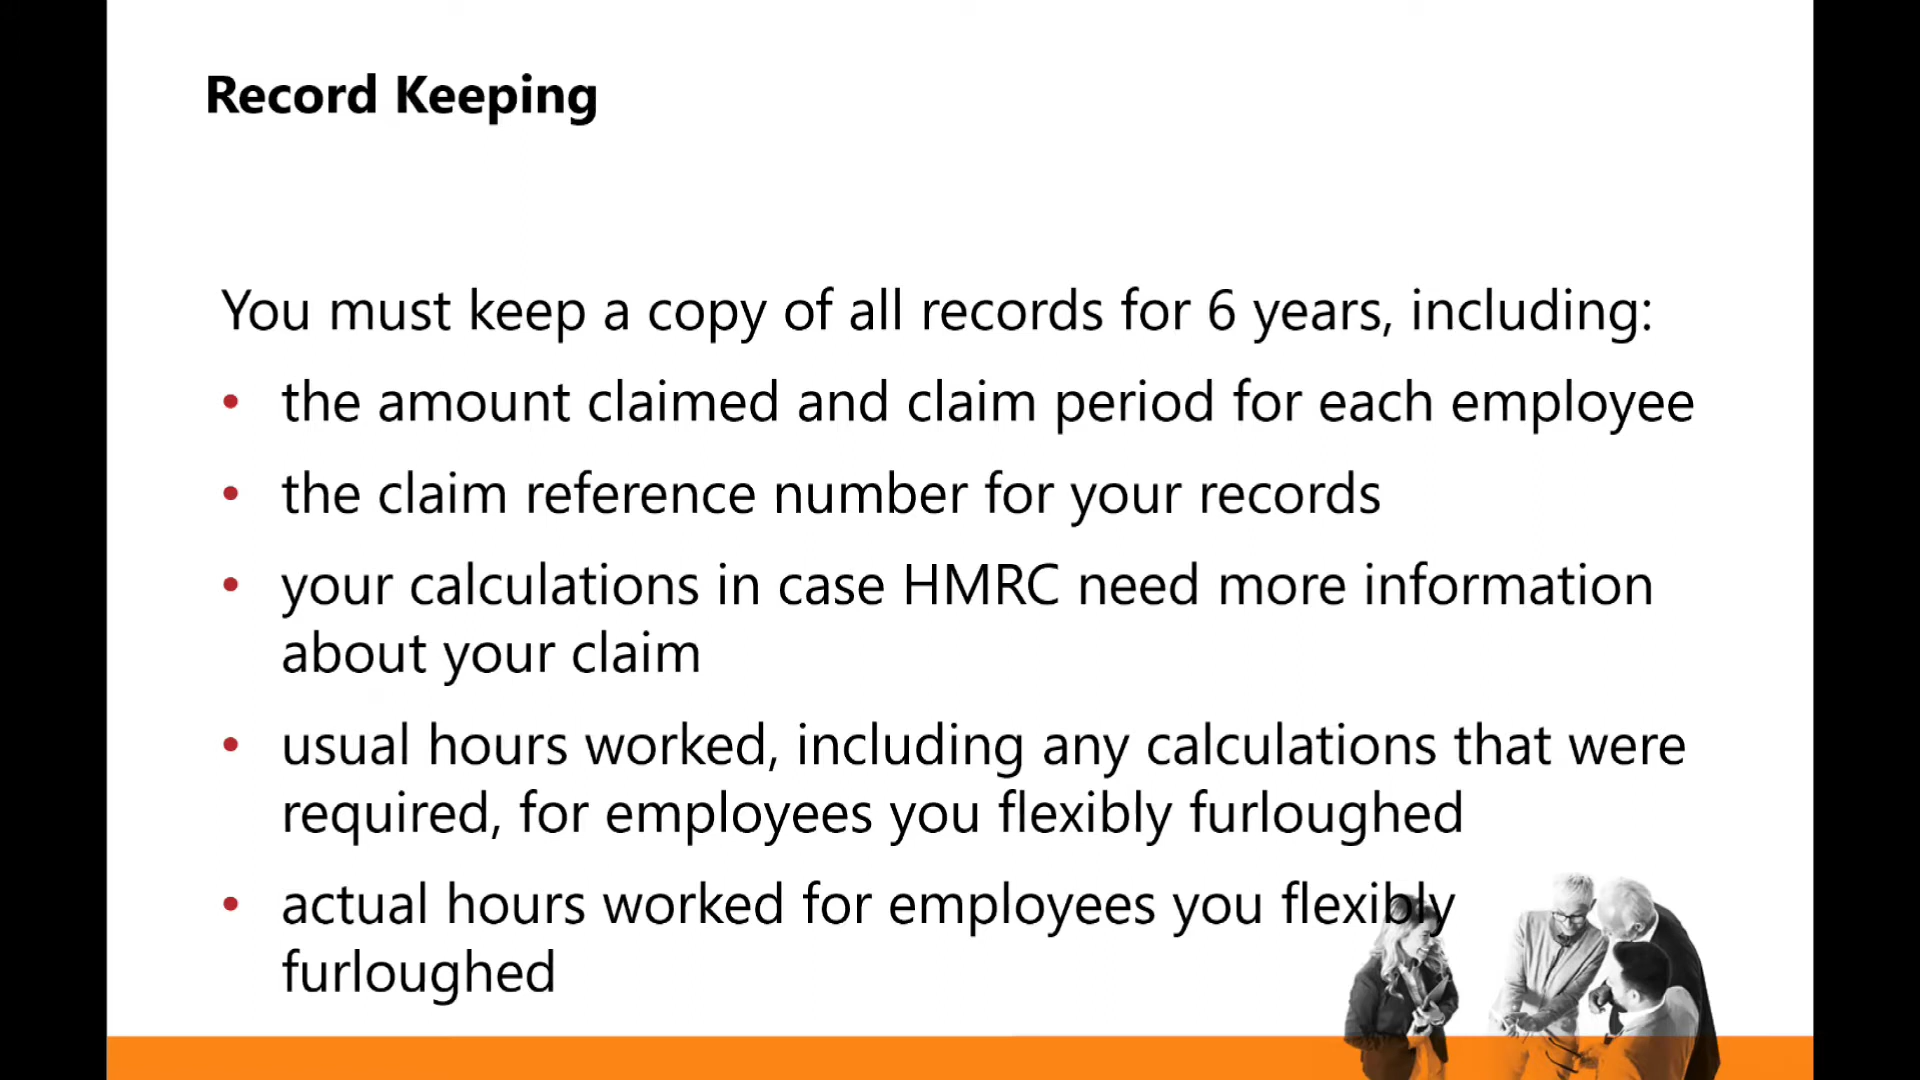 Record Keeping
You must keep a copy of all records for 6 years, including:
• the amount claimed and claim period for each employee
• the claim reference number for your records
• your calculations in case HMRC need more information
about your claim
• usual hours worked, including any calculations that were
required, for employees you flexibly furloughed
• actual hours worked for employees you flexibly
furloughed